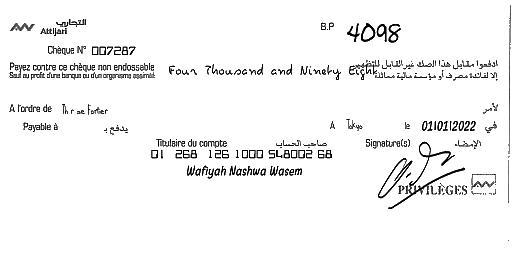 التجاري
Attijari
B.P 4098
Chèque N° 007287
Payez contre ce chèque non endossable
Sauf au profit d'une banque ou d'un organisme assimilé
Four Thousand and Ninety Eight
ادفعوا مقابل هذا الصك غير القابل للتظهير
إلا لفائدة مصرف أو مؤسسة مالية مماثلة
A l'ordre de
لأمر
Payable à
يدفع بـ
A Tokyo le 01/01/2022 في
Titulaire du compte صاحب الحساب
Signature(s) الإمضاء
01 268 126 1000 548002 68
Wafiyah Nashwa Wasem
PRIVILÈGES